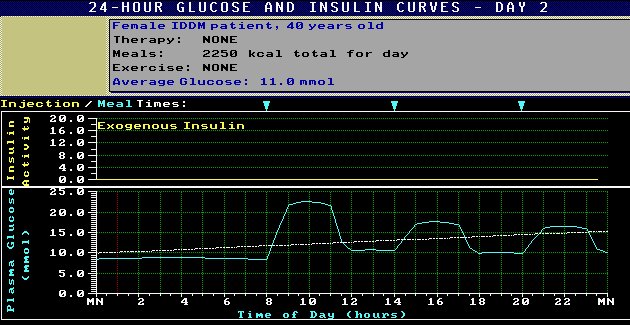 24-HOUR GLUCOSE AND INSULIN CURVES - DAY 2
Female IDDM patient, 40 years old
Therapy: NONE
Meals: 2250 kcal total for day
Exercise: NONE
Average Glucose: 11.0 mmol
Injection / Meal Times:
Insulin Activity
20.0
16.0
12.0
8.0
4.0
0.0
Exogenous Insulin
Plasma Glucose (mmol)
25.0
20.0
15.0
10.0
5.0
0.0
MN 2 4 6 8 10 12 14 16 18 20 22 MN
Time of Day (hours)